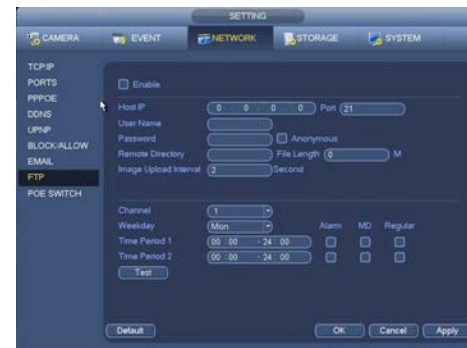 SETTING
CAMERA EVENT NETWORK STORAGE SYSTEM
TCP/IP
PORTS
PPPOE
DDNS
UPNP
BLOCK/ALLOW
EMAIL
FTP
POE SWITCH
Enable
Host IP 0 . 0 . 0 . 0 Port 21
User Name
Password Anonymous
Remote Directory File Length 0 M
Image Upload Interval 2 Second
Channel 1
Weekday Mon Alarm MD Regular
Time Period 1 00 :00 -24: 00
Time Period 2 00 :00 -24: 00
Test
Default OK Cancel Apply